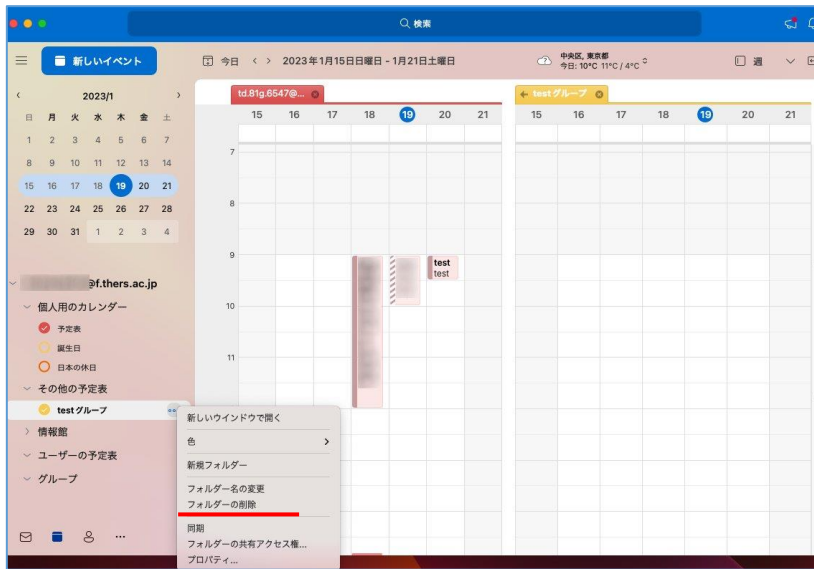 検索
新しいイベント
今日 < > 2023年1月15日日曜日 - 1月21日土曜日
中央区, 東京都
今日: 10°C 11°C / 4°C
週
< 2023/1 >
日 月 火 水 木 金 土
1 2 3 4 5 6 7
8 9 10 11 12 13 14
15 16 17 18 19 20 21
22 23 24 25 26 27 28
29 30 31 1 2 3 4
@f.thers.ac.jp
個人用のカレンダー
予定表
誕生日
日本の休日
その他の予定表
testグループ
情報館
ユーザーの予定表
グループ
td.81g.6547@...
15 16 17 18 19 20 21
testグループ
15 16 17 18 19 20 21
7
8
9
test
test
10
11
新しいウインドウで開く
色
新規フォルダー
フォルダー名の変更
フォルダーの削除
同期
フォルダーの共有アクセス権...
プロパティ...